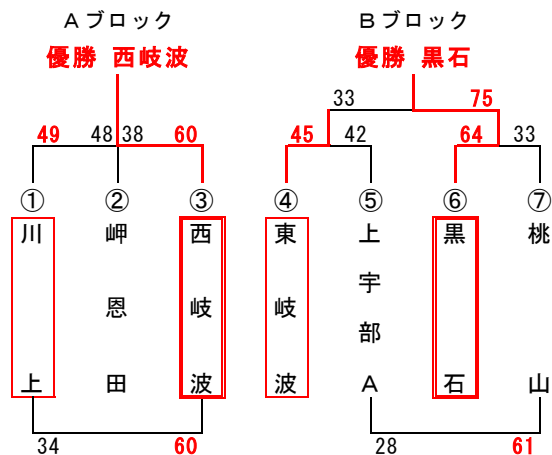 Aブロック Bブロック
優勝 西岐波 優勝 黒石
33 75
49 48 38 60 45 42 64 33
① ② ③ ④ ⑤ ⑥ ⑦
川上
岬恩田
西岐波
東岐波
上宇部A
黒石
桃山
34 60 28 61